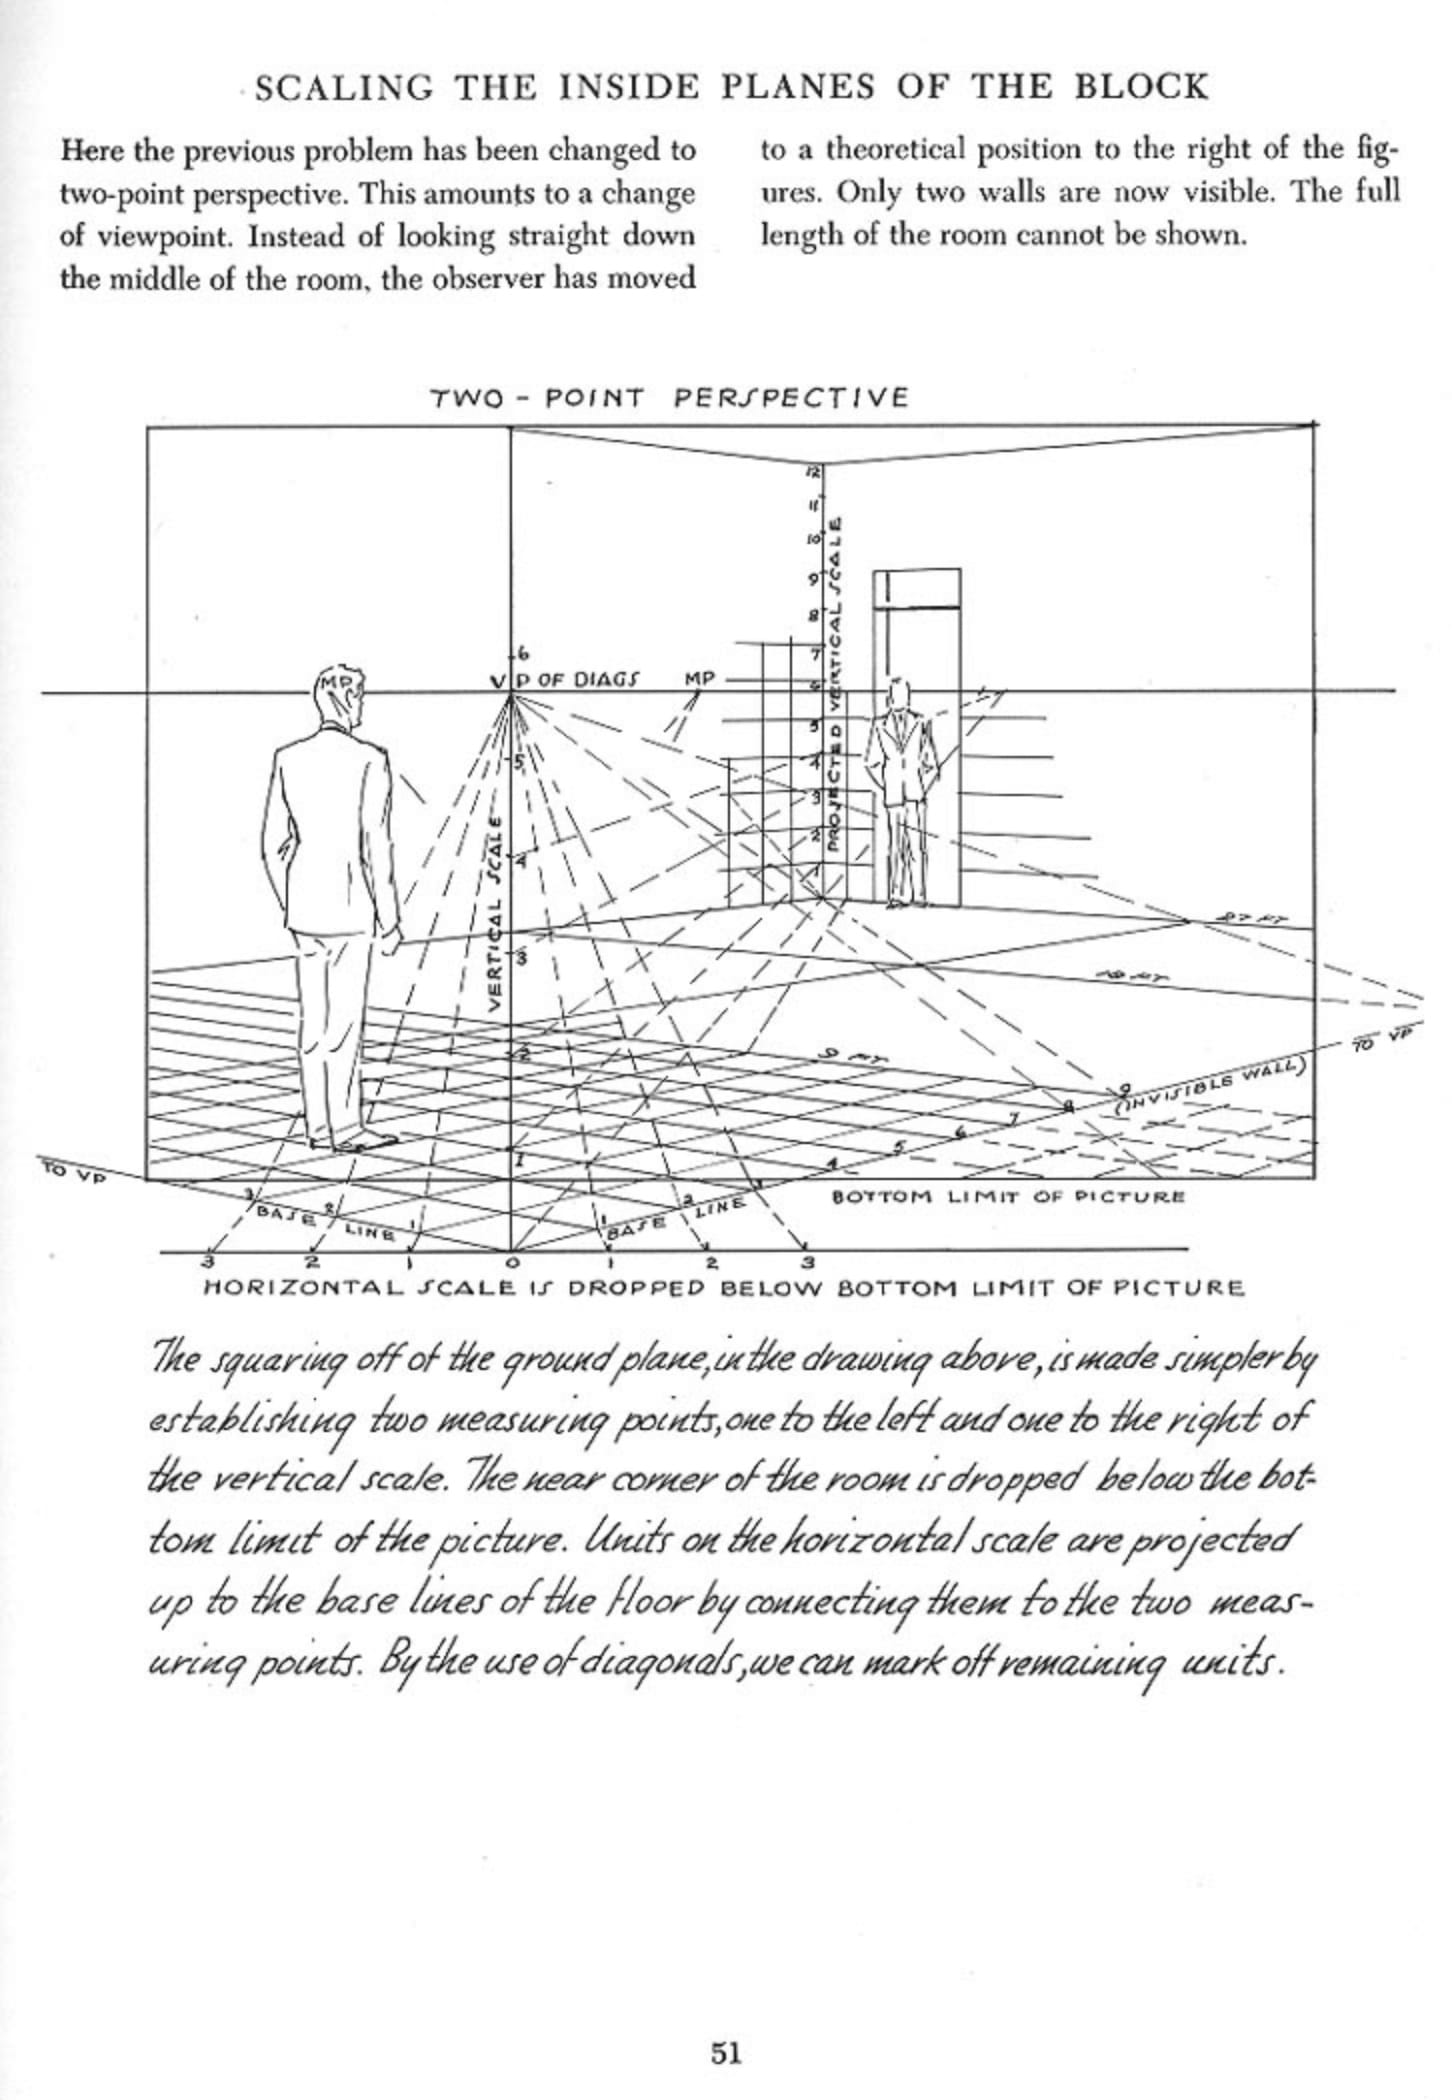 SCALING THE INSIDE PLANES OF THE BLOCK
Here the previous problem has been changed to
two-point perspective. This amounts to a change
of viewpoint. Instead of looking straight down
the middle of the room, the observer has moved
to a theoretical position to the right of the fig-
ures. Only two walls are now visible. The full
length of the room cannot be shown.
TWO - POINT PERSPECTIVE
12
11
10
9
8
7
6
5
4
3
2
1
PROJECTED VERTICAL SCALE
6
MP
VP OF DIAGS
MP
5
4
3
2
1
VERTICAL SCALE
27 FT
18 FT
9 FT
TO VP
(INVISIBLE WALL)
9
8
7
6
5
4
TO VP
3
2
1
BASE LINE
1
2
3
BASE LINE
BOTTOM LIMIT OF PICTURE
3 2 1 0 1 2 3
HORIZONTAL SCALE IS DROPPED BELOW BOTTOM LIMIT OF PICTURE
The squaring off of the ground plane, in the drawing above, is made simpler by
establishing two measuring points, one to the left and one to the right of
the vertical scale. The near corner of the room is dropped below the bot-
tom limit of the picture. Units on the horizontal scale are projected
up to the base lines of the floor by connecting them to the two meas-
uring points. By the use of diagonals, we can mark off remaining units.
51